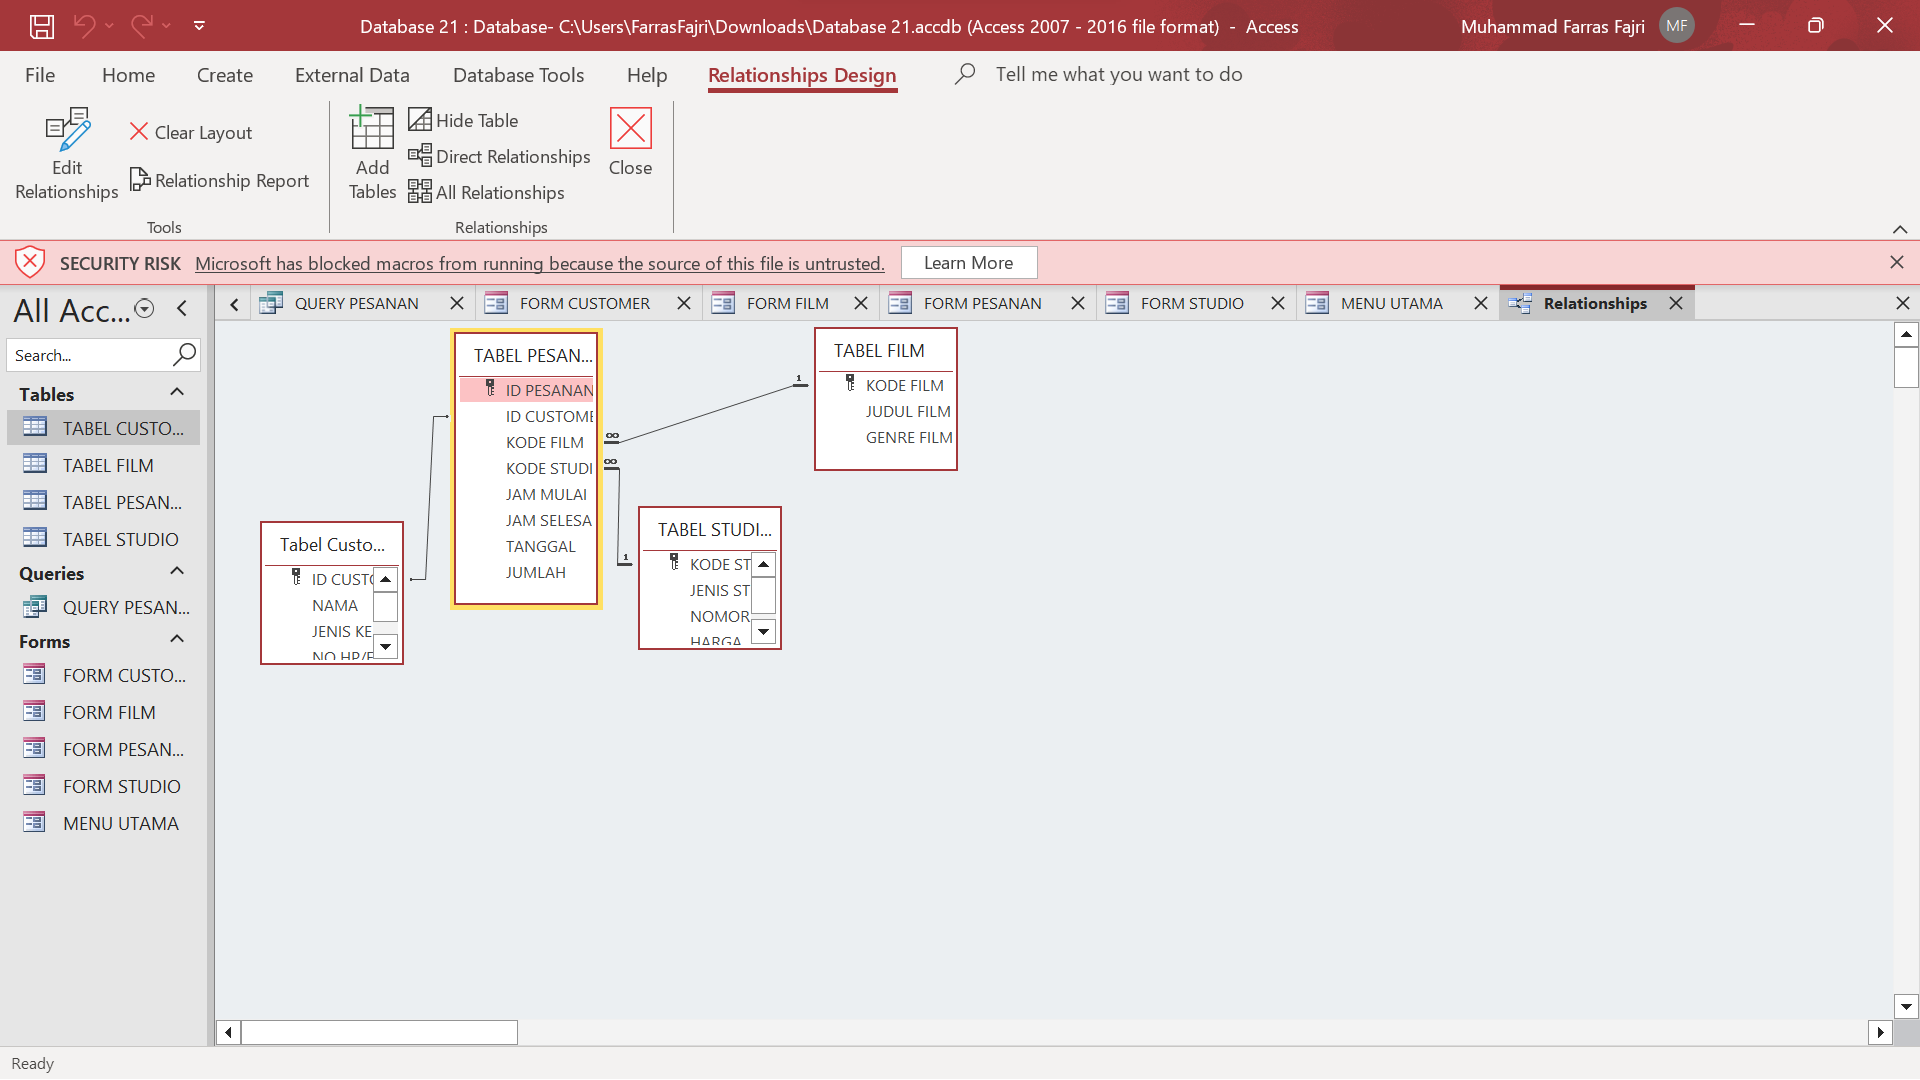 Database 21 : Database- C:\Users\FarrasFajri\Downloads\Database 21.accdb (Access 2007 - 2016 file format) - Access
Muhammad Farras Fajri
MF
File
Home
Create
External Data
Database Tools
Help
Relationships Design
Tell me what you want to do
Edit
Relationships
Clear Layout
Relationship Report
Tools
Add
Tables
Hide Table
Direct Relationships
All Relationships
Close
Relationships
SECURITY RISK
Microsoft has blocked macros from running because the source of this file is untrusted.
Learn More
All Acc...
Search...
Tables
TABEL CUSTO...
TABEL FILM
TABEL PESAN...
TABEL STUDIO
Queries
QUERY PESAN...
Forms
FORM CUSTO...
FORM FILM
FORM PESAN...
FORM STUDIO
MENU UTAMA
QUERY PESANAN
FORM CUSTOMER
FORM FILM
FORM PESANAN
FORM STUDIO
MENU UTAMA
Relationships
TABEL PESAN...
ID PESANAN
ID CUSTOME
KODE FILM
KODE STUDI
JAM MULAI
JAM SELESA
TANGGAL
JUMLAH
∞
∞
1
1
TABEL FILM
KODE FILM
JUDUL FILM
GENRE FILM
Tabel Custo...
ID CUSTO
NAMA
JENIS KE
NO HP/
TABEL STUDI...
KODE ST
JENIS ST
NOMOR
HARGA
Ready